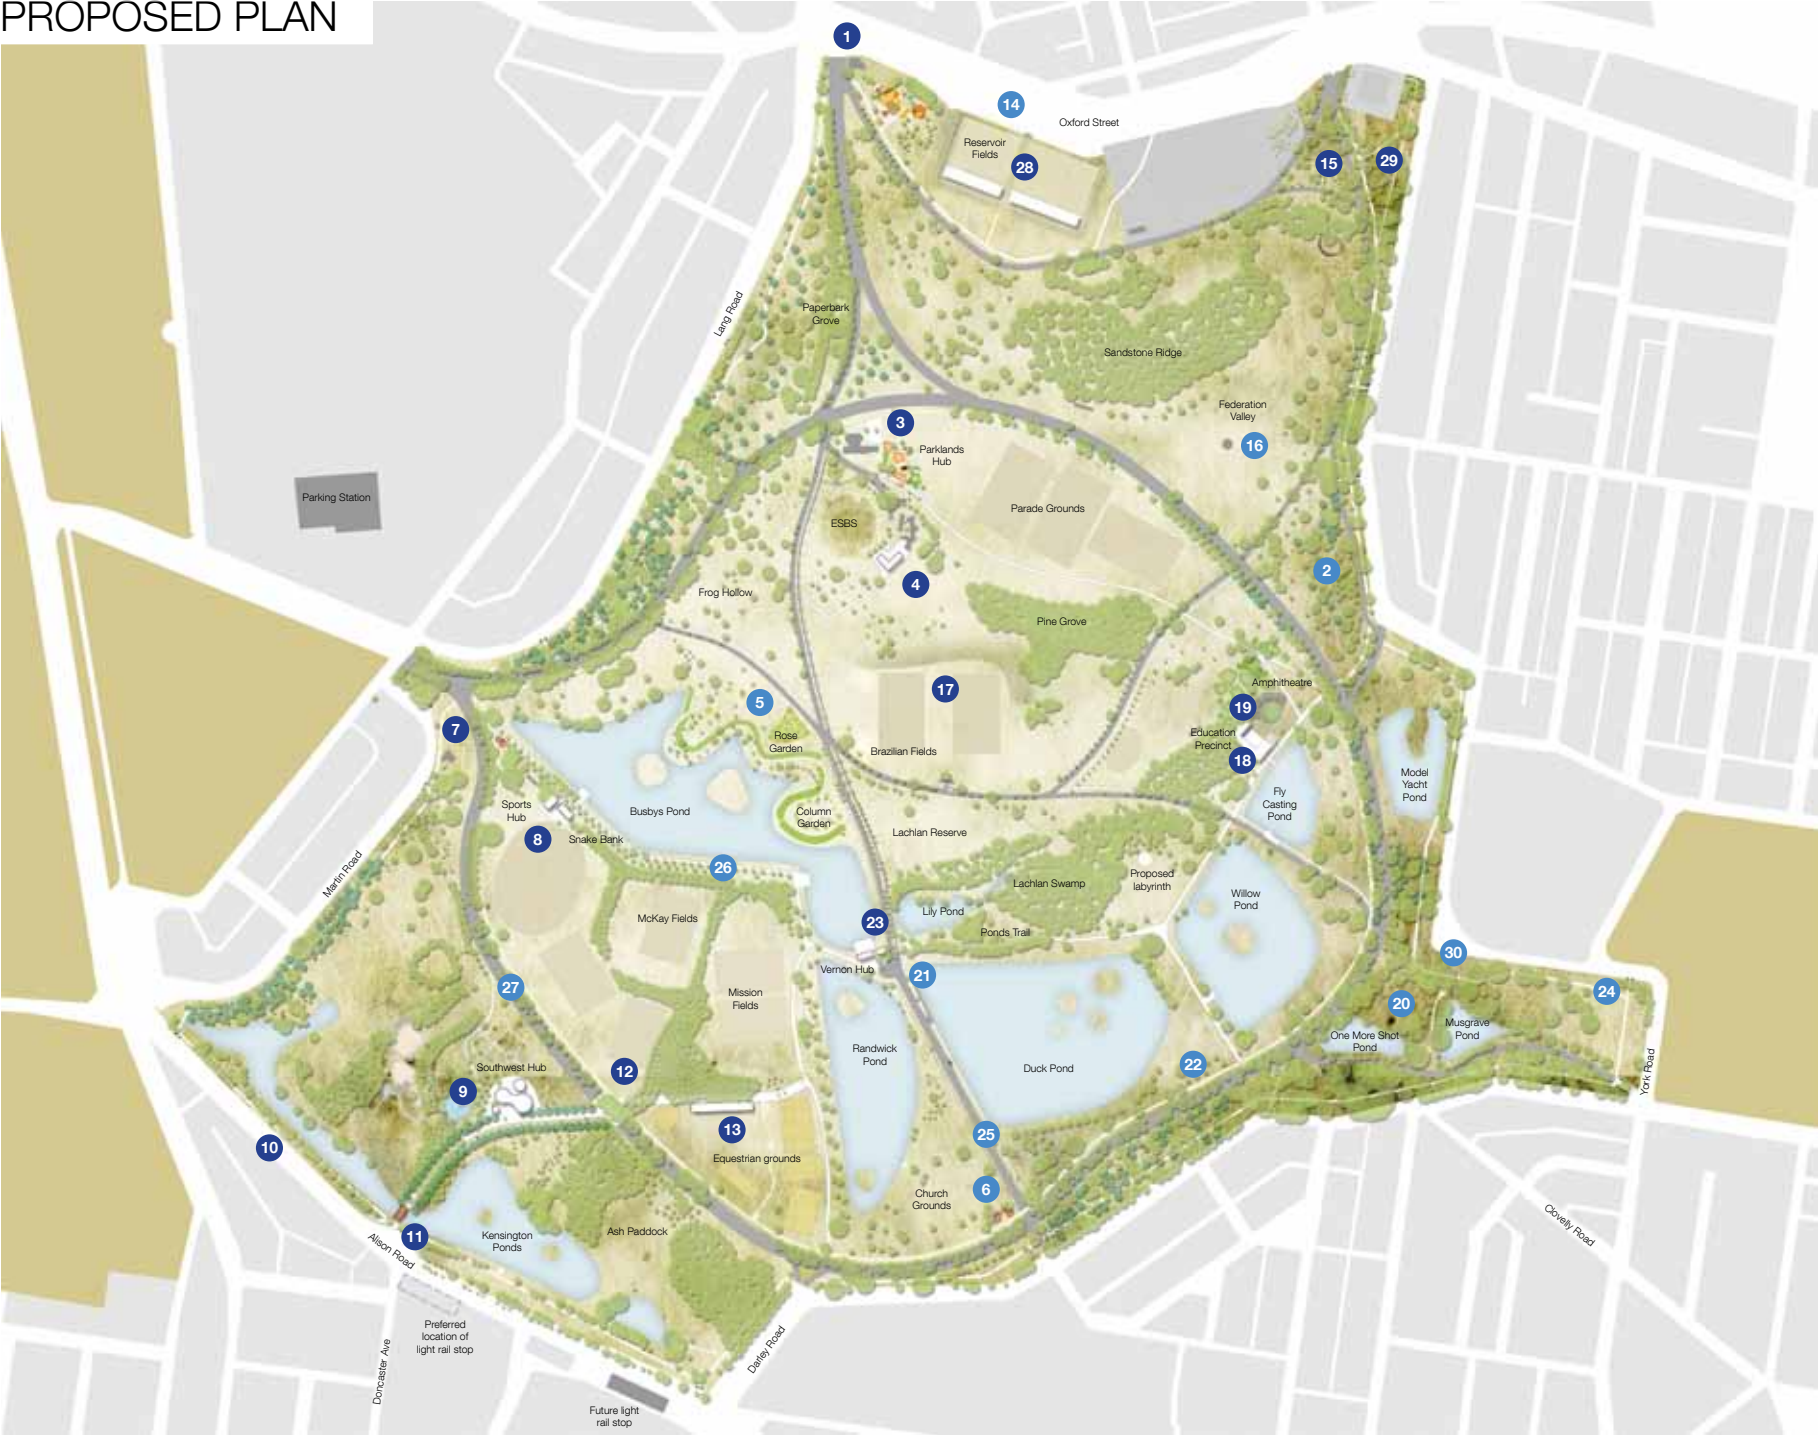 PROPOSED PLAN
1
14
Oxford Street
Reservoir
Fields
28
15
29
Lang Road
Paperbark
Grove
Sandstone Ridge
Federation
Valley
16
3
Parklands
Hub
Parking Station
ESBS
Parade Grounds
4
2
Frog Hollow
Pine Grove
5
17
Amphitheatre
19
7
Rose
Garden
Brazilian Fields
Education
Precinct
18
Model
Yacht
Pond
Fly
Casting
Pond
Sports
Hub
8
Snake Bank
Busbys Pond
Column
Garden
Lachlan Reserve
Martin Road
26
Lachlan Swamp
Proposed
labyrinth
Willow
Pond
McKay Fields
Lily Pond
23
Ponds Trail
Vernon Hub
21
30
27
Mission
Fields
20
24
One More Shot
Pond
Musgrave
Pond
Randwick
Pond
Duck Pond
22
Southwest Hub
12
9
York Road
10
13
25
Equestrian grounds
6
Church
Grounds
11
Kensington
Ponds
Ash Paddock
Clovelly Road
Alison Road
Preferred
location of
light rail stop
Doncaster Ave
Darley Road
Future light
rail stop